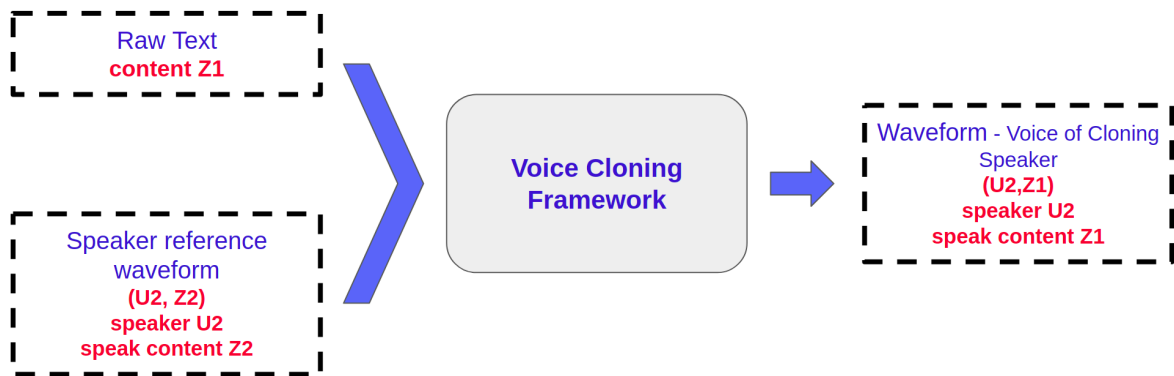 Raw Text
content Z1
Speaker reference
waveform
(U2, Z2)
speaker U2
speak content Z2
Voice Cloning
Framework
Waveform - Voice of Cloning
Speaker
(U2,Z1)
speaker U2
speak content Z1